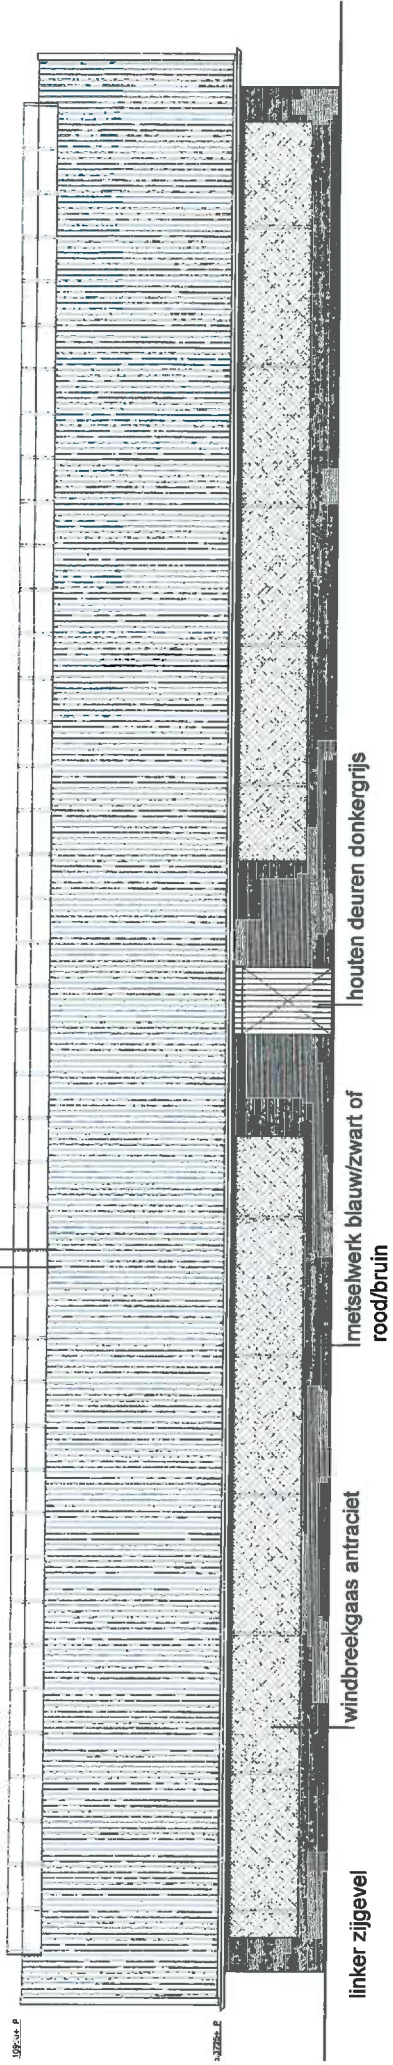 houten deuren donkergrijs
metselwerk blauw/zwart of
rood/bruin
windbreekgaas antraciet
linker zijgevel